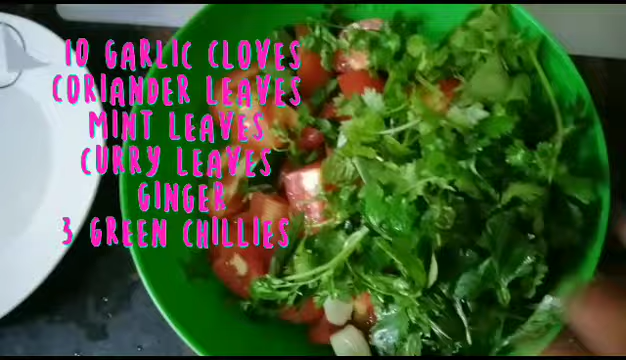 10 GARLIC CLOVES
CORIANDER LEAVES
MINT LEAVES
CURRY LEAVES
GINGER
3 GREEN CHILLIES